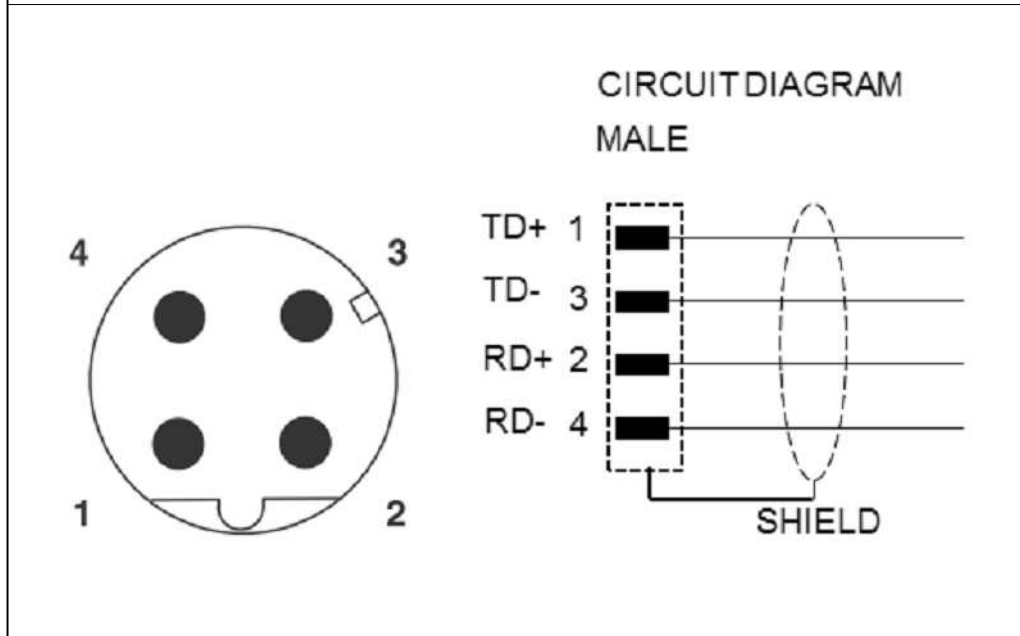 CIRCUIT DIAGRAM
MALE
4 3
1 2
TD+ 1
TD- 3
RD+ 2
RD- 4
SHIELD